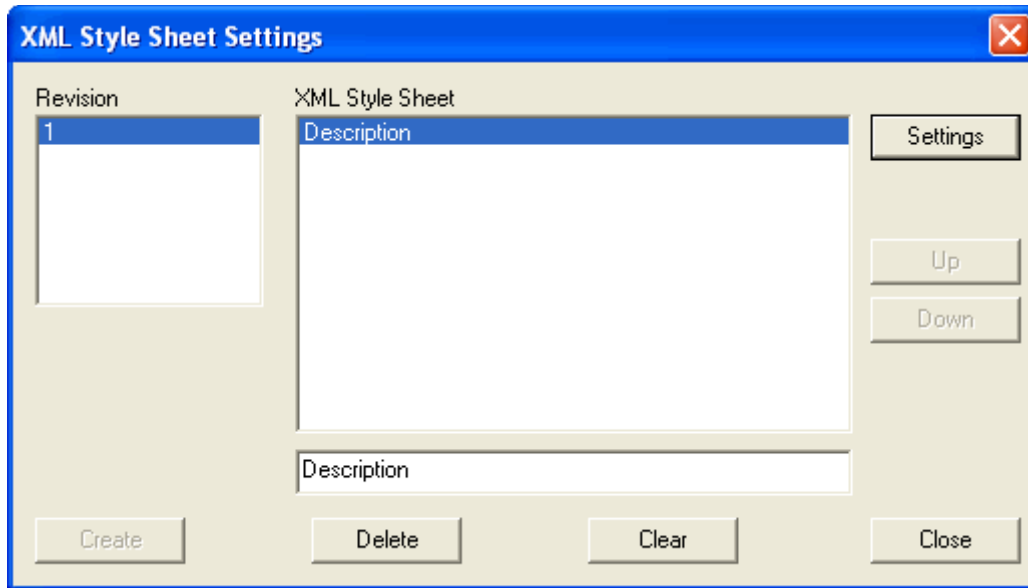 XML Style Sheet Settings
Revision
XML Style Sheet
1
Description
Settings
Up
Down
Description
Create
Delete
Clear
Close